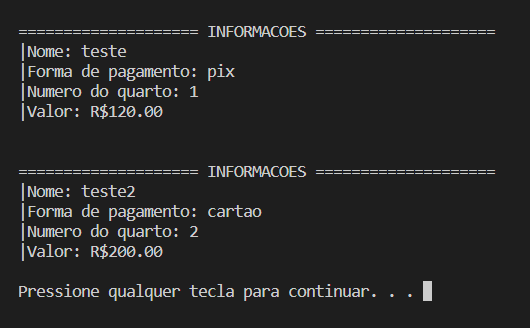 ==================== INFORMACOES ====================
|Nome: teste
|Forma de pagamento: pix
|Numero do quarto: 1
|Valor: R$120.00
==================== INFORMACOES ====================
|Nome: teste2
|Forma de pagamento: cartao
|Numero do quarto: 2
|Valor: R$200.00
Pressione qualquer tecla para continuar. . .